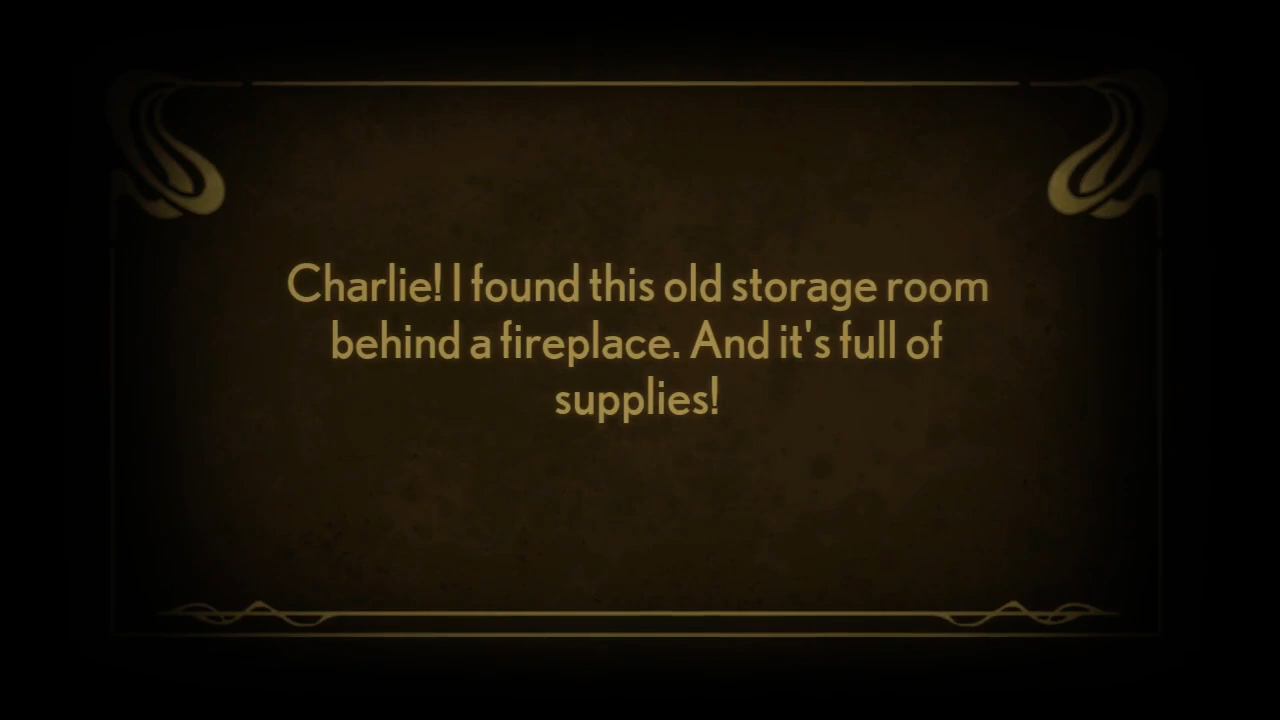 Charlie! I found this old storage room
behind a fireplace. And it's full of
supplies!